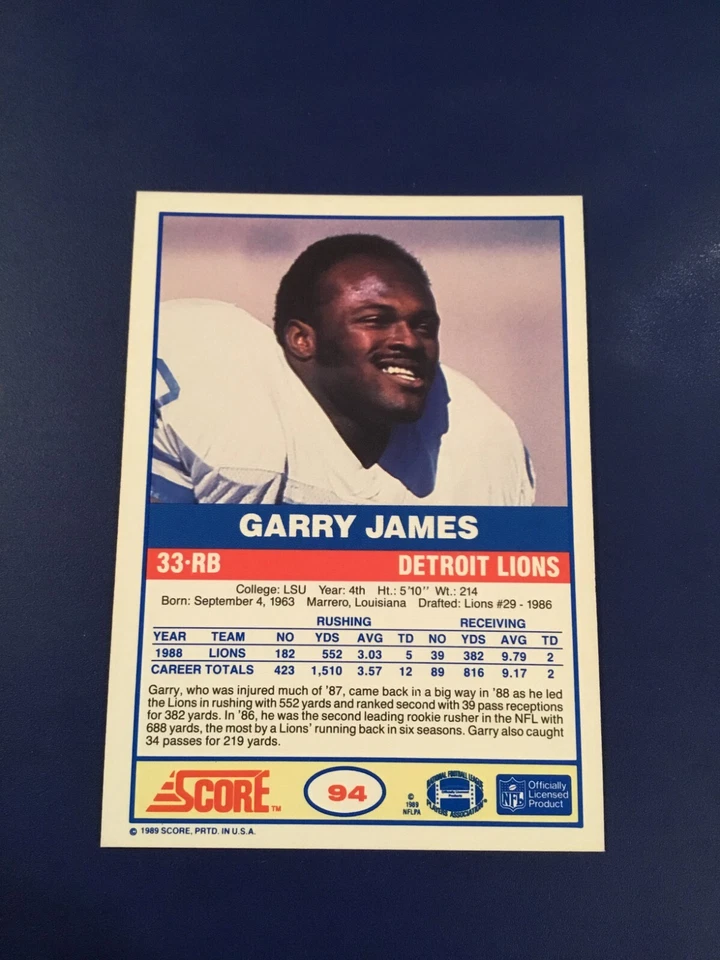 GARRY JAMES
33·RB DETROIT LIONS
College: LSU Year: 4th Ht.: 5'10" Wt.: 214
Born: September 4, 1963 Marrero, Louisiana Drafted: Lions #29 - 1986
RUSHING RECEIVING
YEAR TEAM NO YDS AVG TD NO YDS AVG TD
1988 LIONS 182 552 3.03 5 39 382 9.79 2
CAREER TOTALS 423 1,510 3.57 12 89 816 9.17 2
Garry, who was injured much of '87, came back in a big way in '88 as he led
the Lions in rushing with 552 yards and ranked second with 39 pass receptions
for 382 yards. In '86, he was the second leading rookie rusher in the NFL with
688 yards, the most by a Lions' running back in six seasons. Garry also caught
34 passes for 219 yards.
SCORE™
94
©
1989
NFLPA
NATIONAL FOOTBALL LEAGUE
PLAYERS ASSOCIATION
NFL
Officially
Licensed
Product
© 1989 SCORE, PRTD. IN U.S.A.